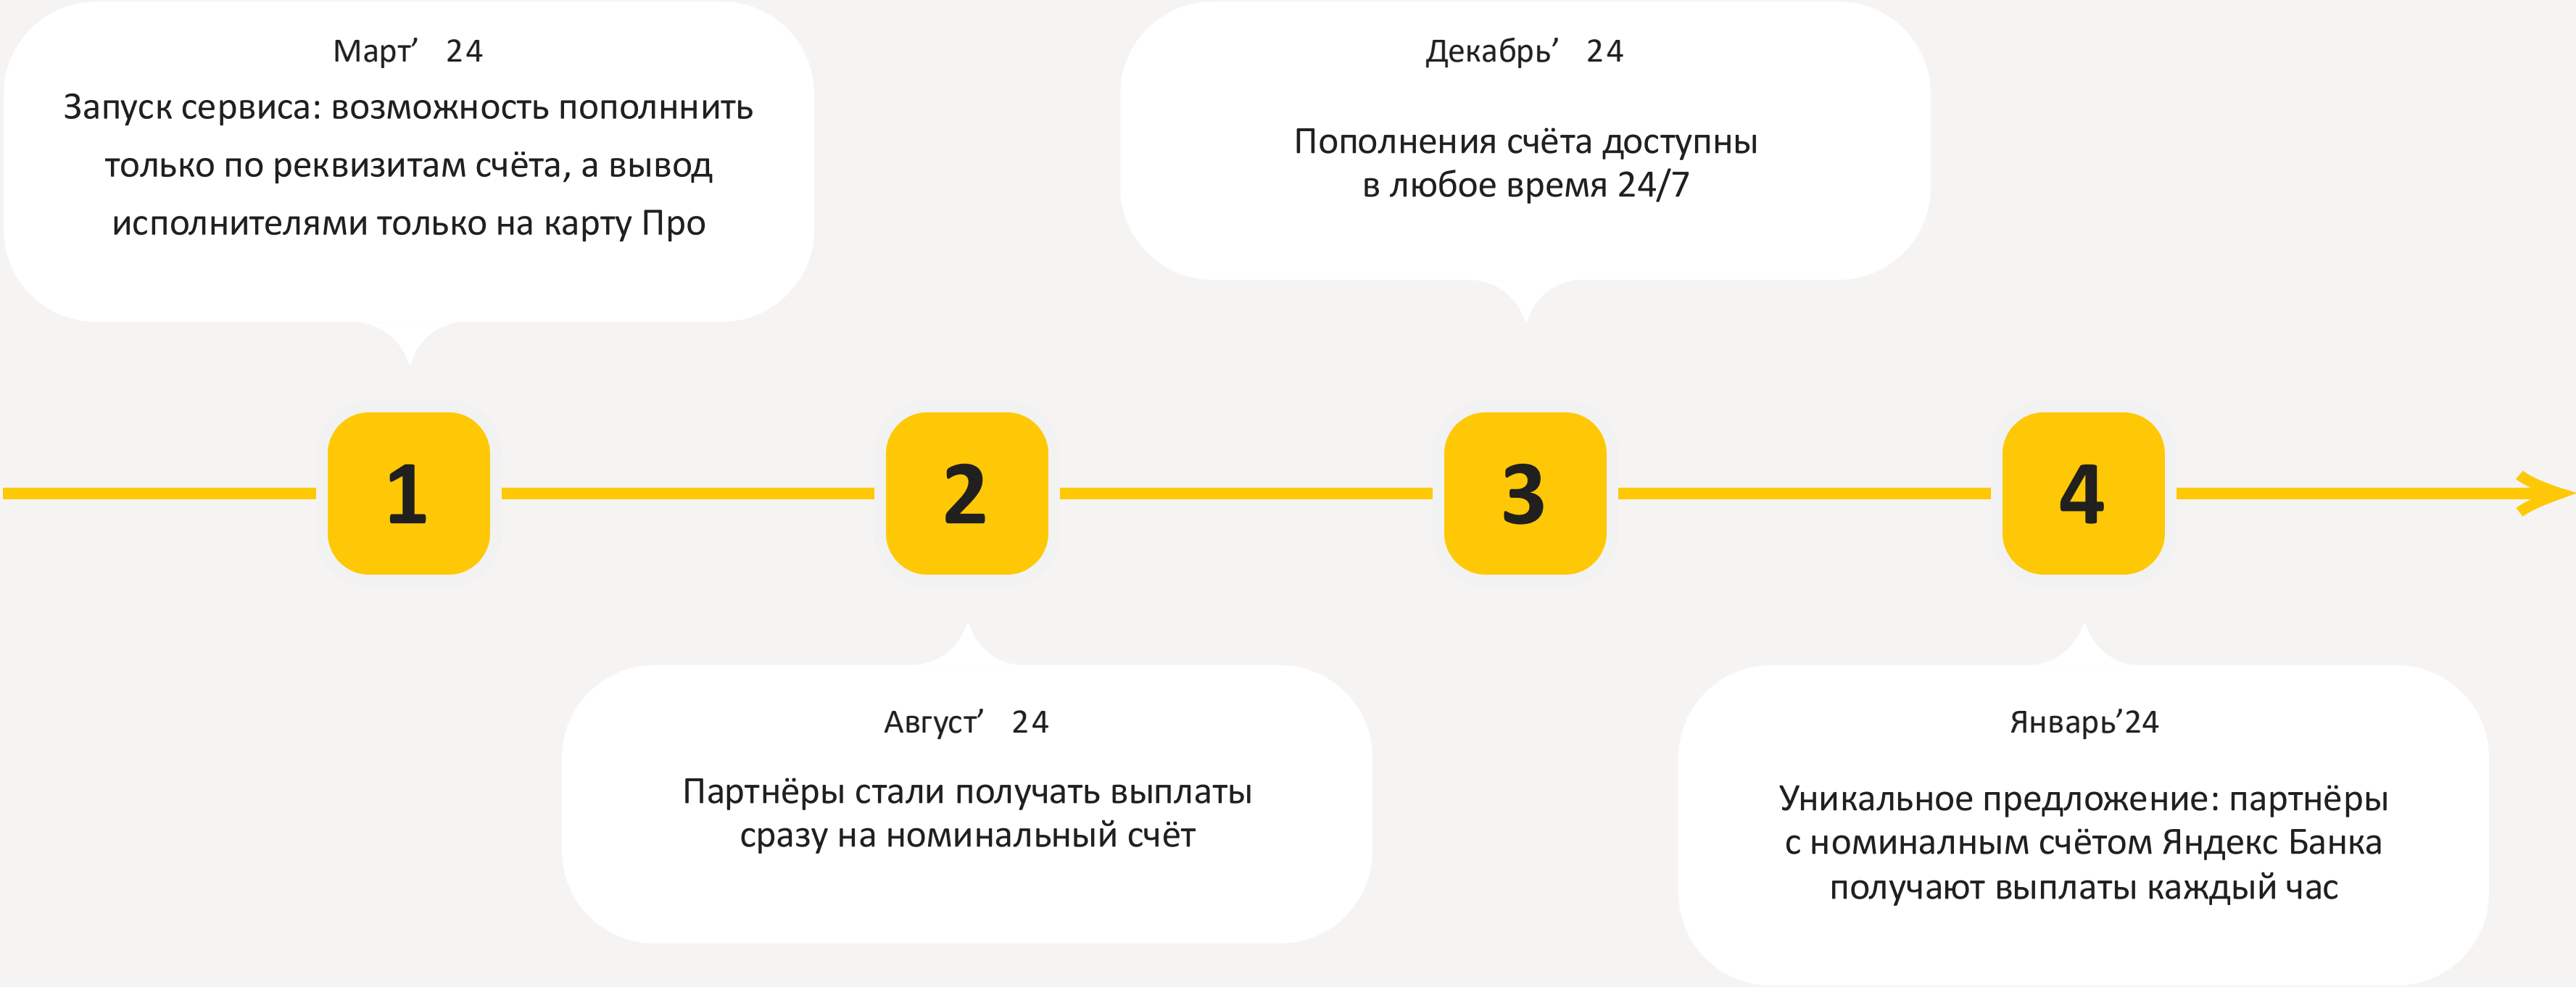 Март’ 24
Запуск сервиса: возможность пополннить
только по реквизитам счёта, а вывод
исполнителями только на карту Про
Декабрь’ 24
Пополнения счёта доступны
в любое время 24/7
1
2
3
4
Август’ 24
Партнёры стали получать выплаты
сразу на номинальный счёт
Январь’24
Уникальное предложение: партнёры
с номиналным счётом Яндекс Банка
получают выплаты каждый час